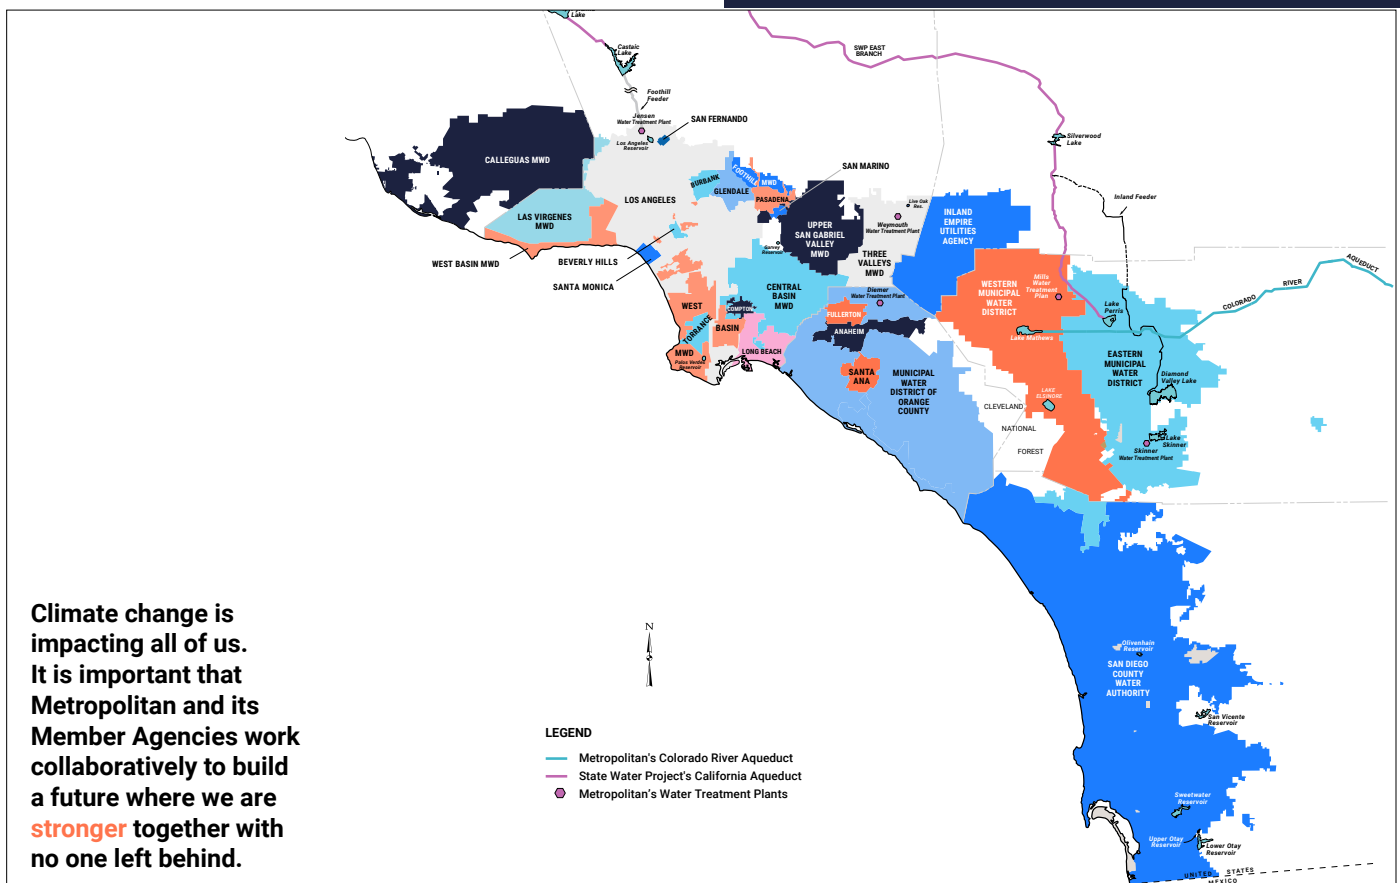 Lake
Castaic
Lake
SWP EAST
BRANCH
Foothill
Feeder
Jensen
Water Treatment Plant
SAN FERNANDO
Los Angeles
Reservoir
Silverwood
Lake
CALLEGUAS MWD
SAN MARINO
BURBANK
FOOTHILL
MWD
GLENDALE
PASADENA
Inland Feeder
LOS ANGELES
Live Oak
Res.
LAS VIRGENES
MWD
Weymouth
Water Treatment Plant
INLAND
EMPIRE
UTILITIES
AGENCY
UPPER
SAN GABRIEL
VALLEY
MWD
Garvey
Reservoir
THREE
VALLEYS
MWD
WEST BASIN MWD
BEVERLY HILLS
SANTA MONICA
AQUEDUCT
RIVER
COLORADO
WESTERN
MUNICIPAL
WATER
DISTRICT
Mills
Water
Treatment
Plan
CENTRAL
BASIN
MWD
Diemer
Water Treatment Plant
Lake
Perris
WEST
COMPTON
FULLERTON
TORRANCE
BASIN
ANAHEIM
Lake Mathews
MWD
LONG BEACH
Palos Verdes
Reservoir
EASTERN
MUNICIPAL
WATER
DISTRICT
SANTA
ANA
MUNICIPAL
WATER
DISTRICT OF
ORANGE
COUNTY
Diamond
Valley Lake
LAKE
ELSINORE
CLEVELAND
NATIONAL
FOREST
Lake
Skinner
Skinner
Water Treatment Plant
Climate change is
impacting all of us.
It is important that
Metropolitan and its
Member Agencies work
collaboratively to build
a future where we are
stronger together with
no one left behind.
N
Olivenhain
Reservoir
SAN DIEGO
COUNTY
WATER
AUTHORITY
San Vicente
Reservoir
LEGEND
Metropolitan's Colorado River Aqueduct
State Water Project's California Aqueduct
Metropolitan's Water Treatment Plants
Sweetwater
Reservoir
Upper Otay
Reservoir
Lower Otay
Reservoir
UNITED STATES
MEXICO